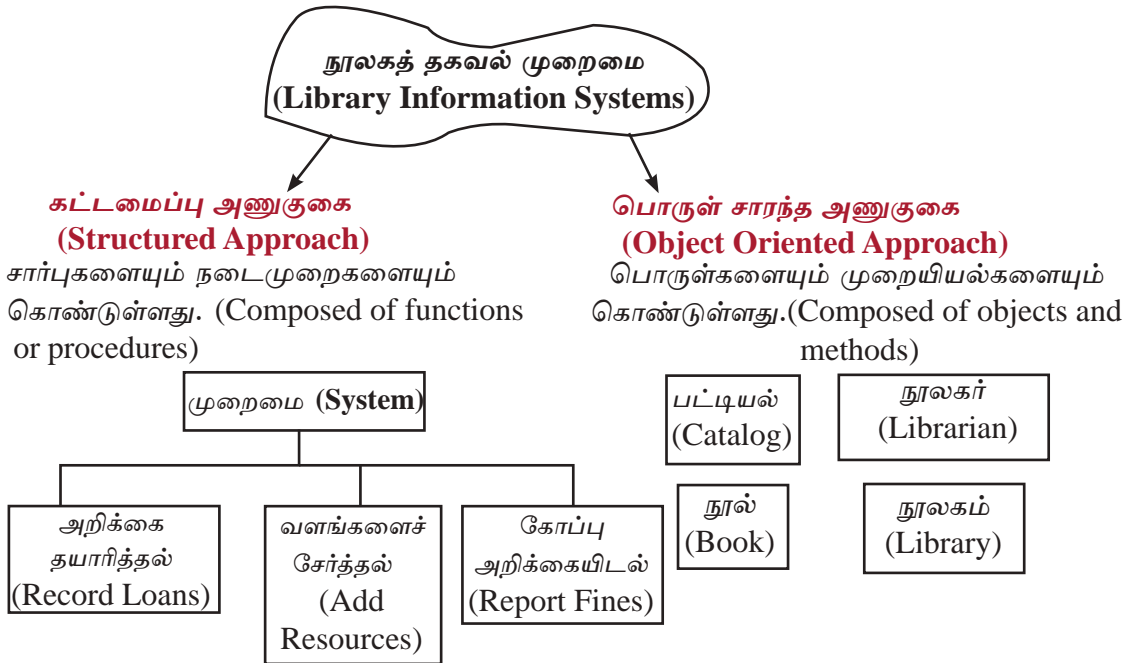 நூலகத் தகவல் முறைமை
(Library Information Systems)
கட்டமைப்பு அணுகுகை
(Structured Approach)
சார்புகளையும் நடைமுறைகளையும்
கொண்டுள்ளது. (Composed of functions
or procedures)
முறைமை (System)
அறிக்கை
தயாரித்தல்
(Record Loans)
வளங்களைச்
சேர்த்தல்
(Add
Resources)
கோப்பு
அறிக்கையிடல்
(Report Fines)
பொருள் சாரந்த அணுகுகை
(Object Oriented Approach)
பொருள்களையும் முறையியல்களையும்
கொண்டுள்ளது.(Composed of objects and
methods)
பட்டியல்
(Catalog)
நூலகர்
(Librarian)
நூல்
(Book)
நூலகம்
(Library)